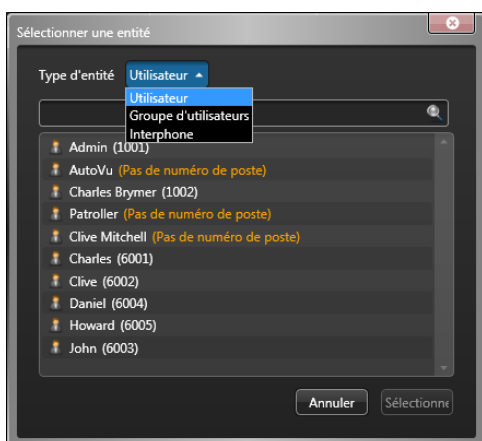 Sélectionner une entité
Type d'entité Utilisateur
Utilisateur
Groupe d'utilisateurs
Interphone
Admin (1001)
AutoVu (Pas de numéro de poste)
Charles Brymer (1002)
Patroller (Pas de numéro de poste)
Clive Mitchell (Pas de numéro de poste)
Charles (6001)
Clive (6002)
Daniel (6004)
Howard (6005)
John (6003)
Annuler Sélectionne